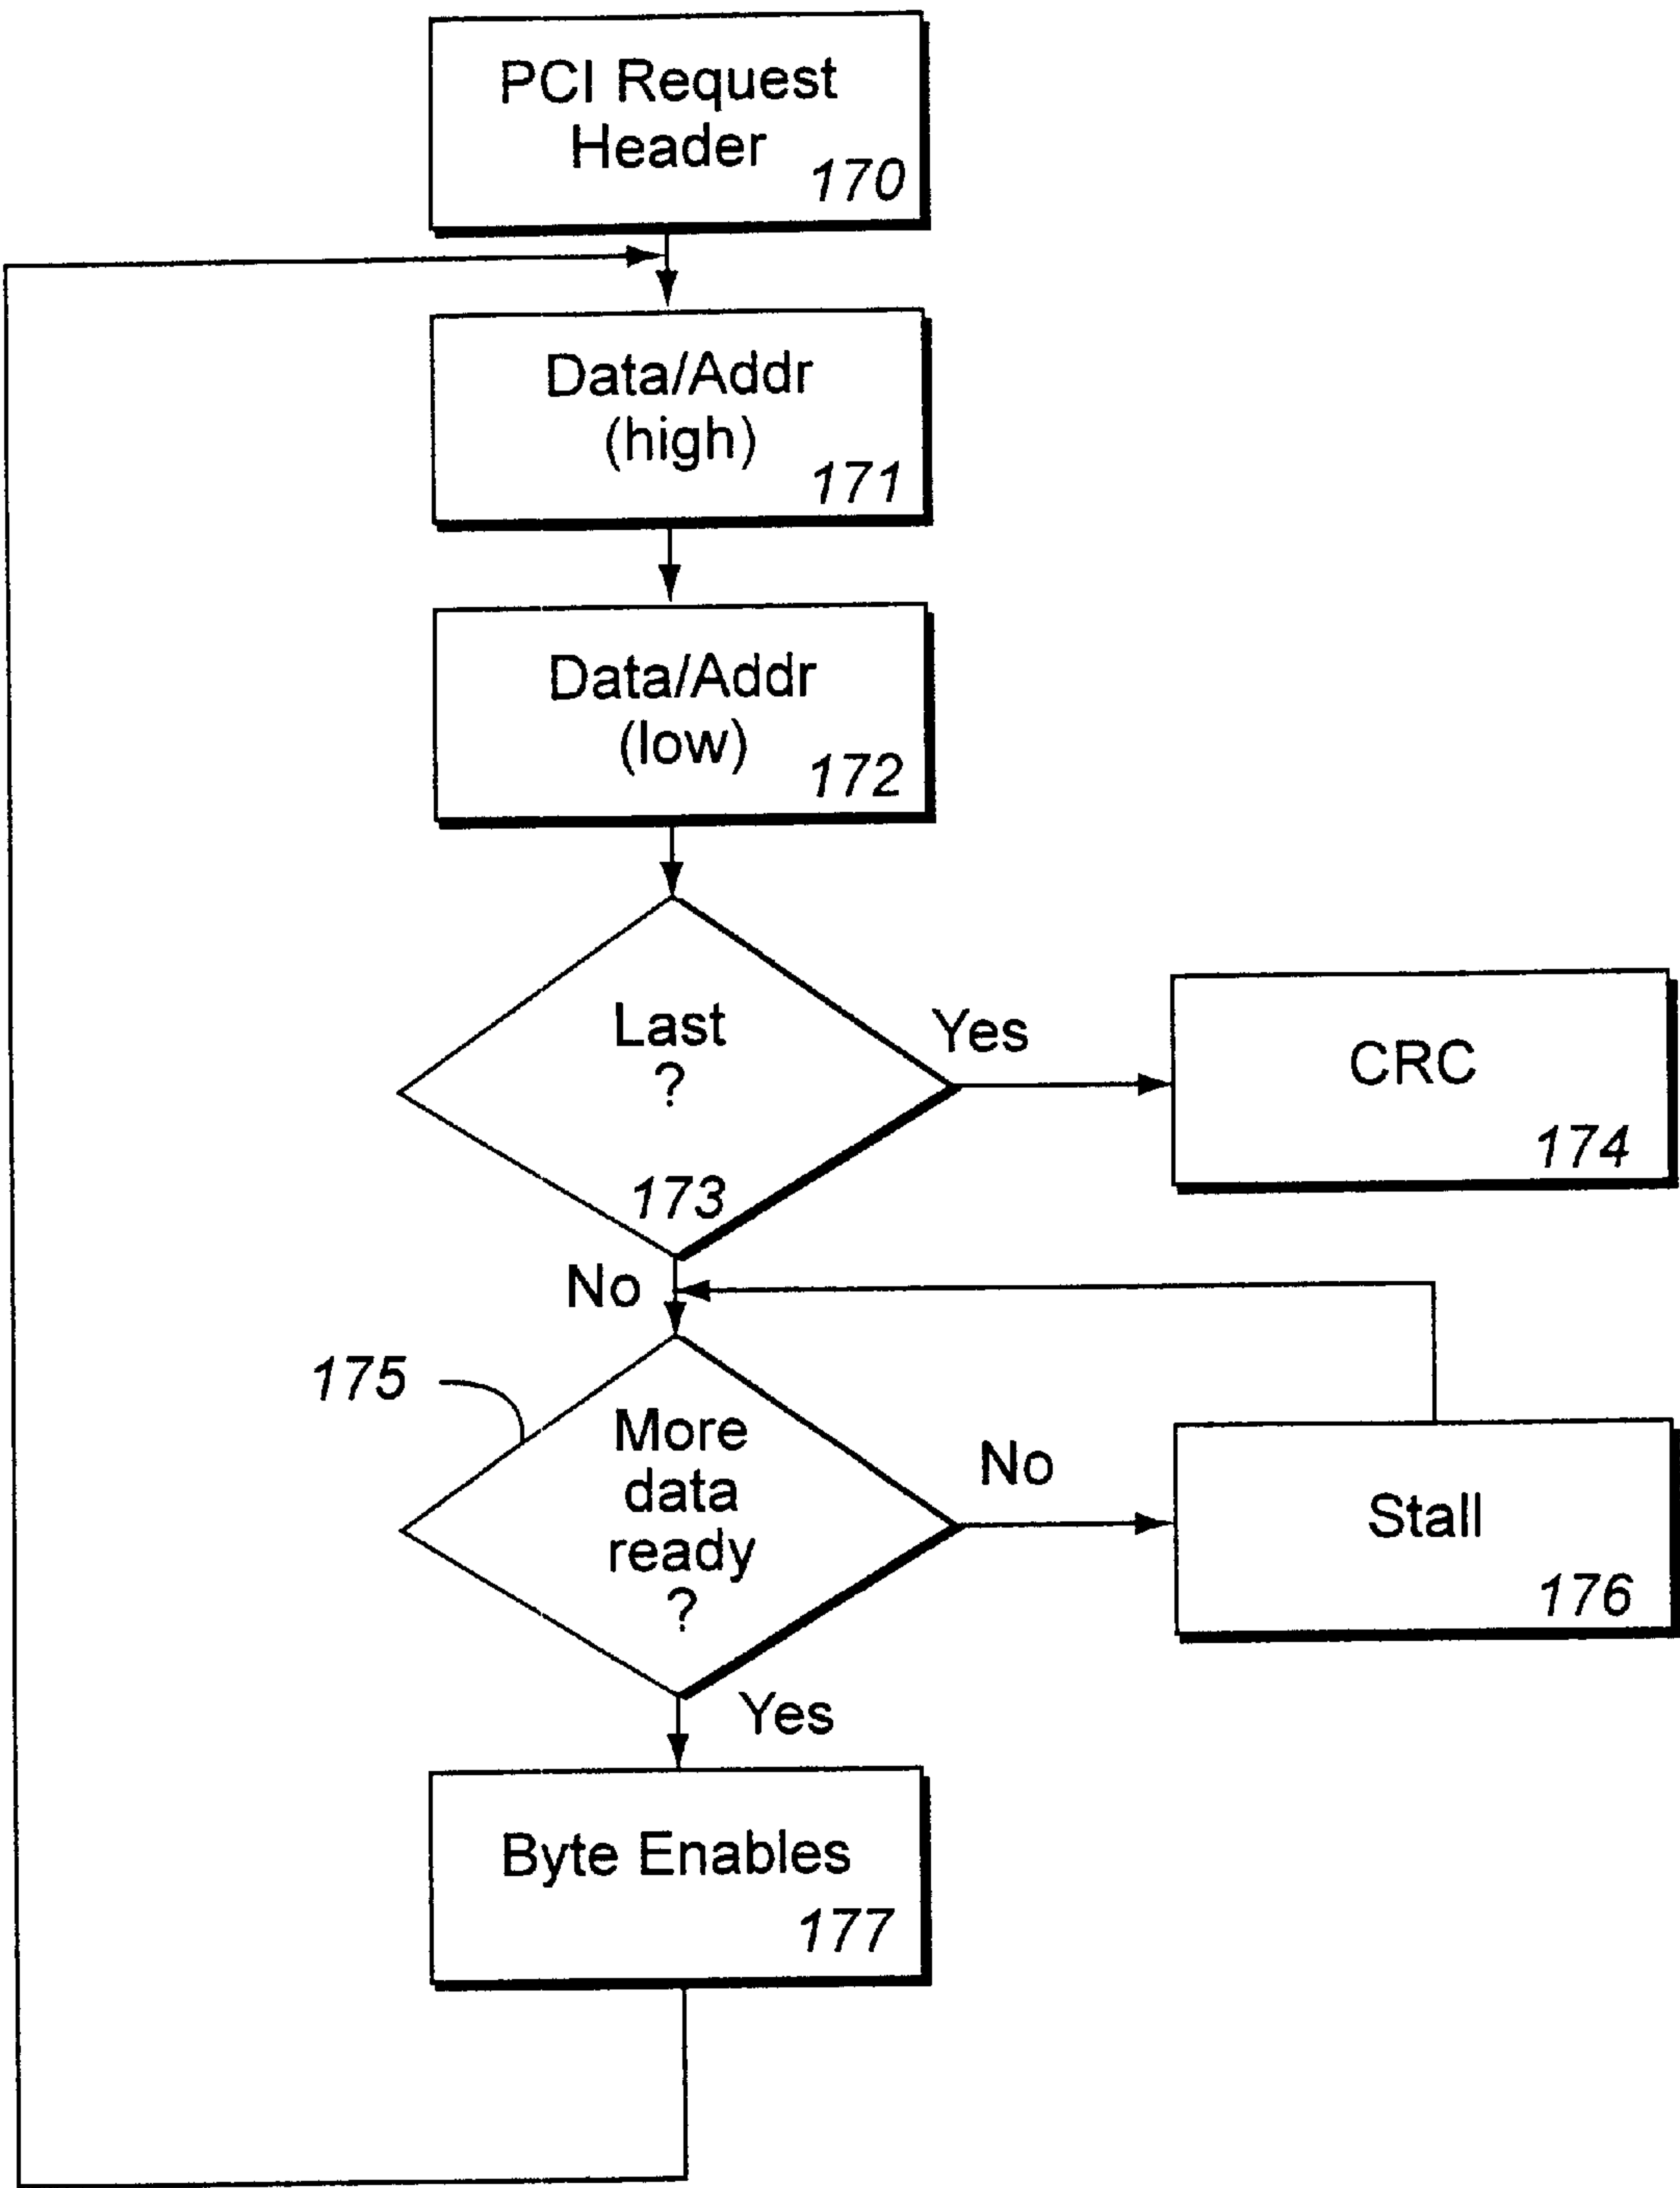 PCI Request
Header
170
Data/Addr
(high)
171
Data/Addr
(low)
172
Last
?
173
Yes
CRC
174
No
175
More
data
ready
?
No
Stall
176
Yes
Byte Enables
177